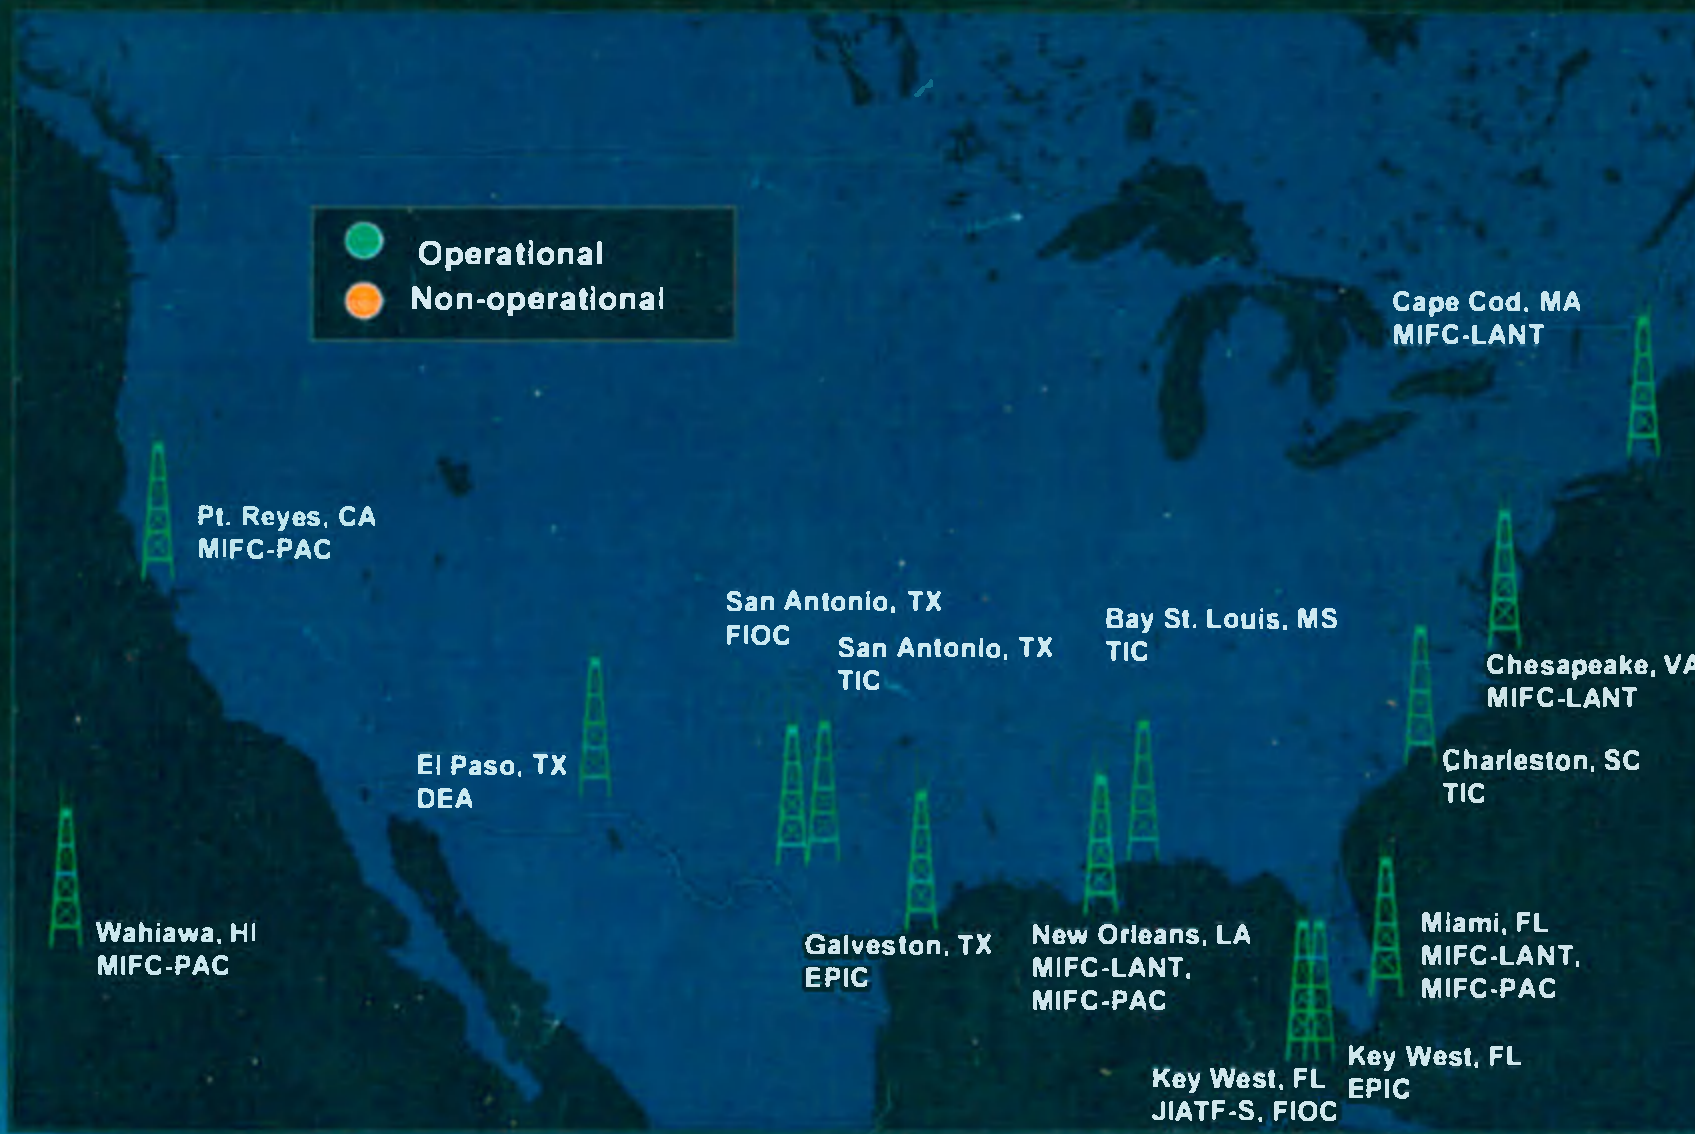 Operational
Non-operational
Cape Cod, MA
MIFC-LANT
Pt. Reyes, CA
MIFC-PAC
San Antonio, TX
FIOC
San Antonio, TX
TIC
Bay St. Louis, MS
TIC
Chesapeake, VA
MIFC-LANT
El Paso, TX
DEA
Charleston, SC
TIC
Wahiawa, HI
MIFC-PAC
Galveston, TX
EPIC
New Orleans, LA
MIFC-LANT,
MIFC-PAC
Miami, FL
MIFC-LANT,
MIFC-PAC
Key West, FL
EPIC
Key West, FL
JIATF-S, FIOC